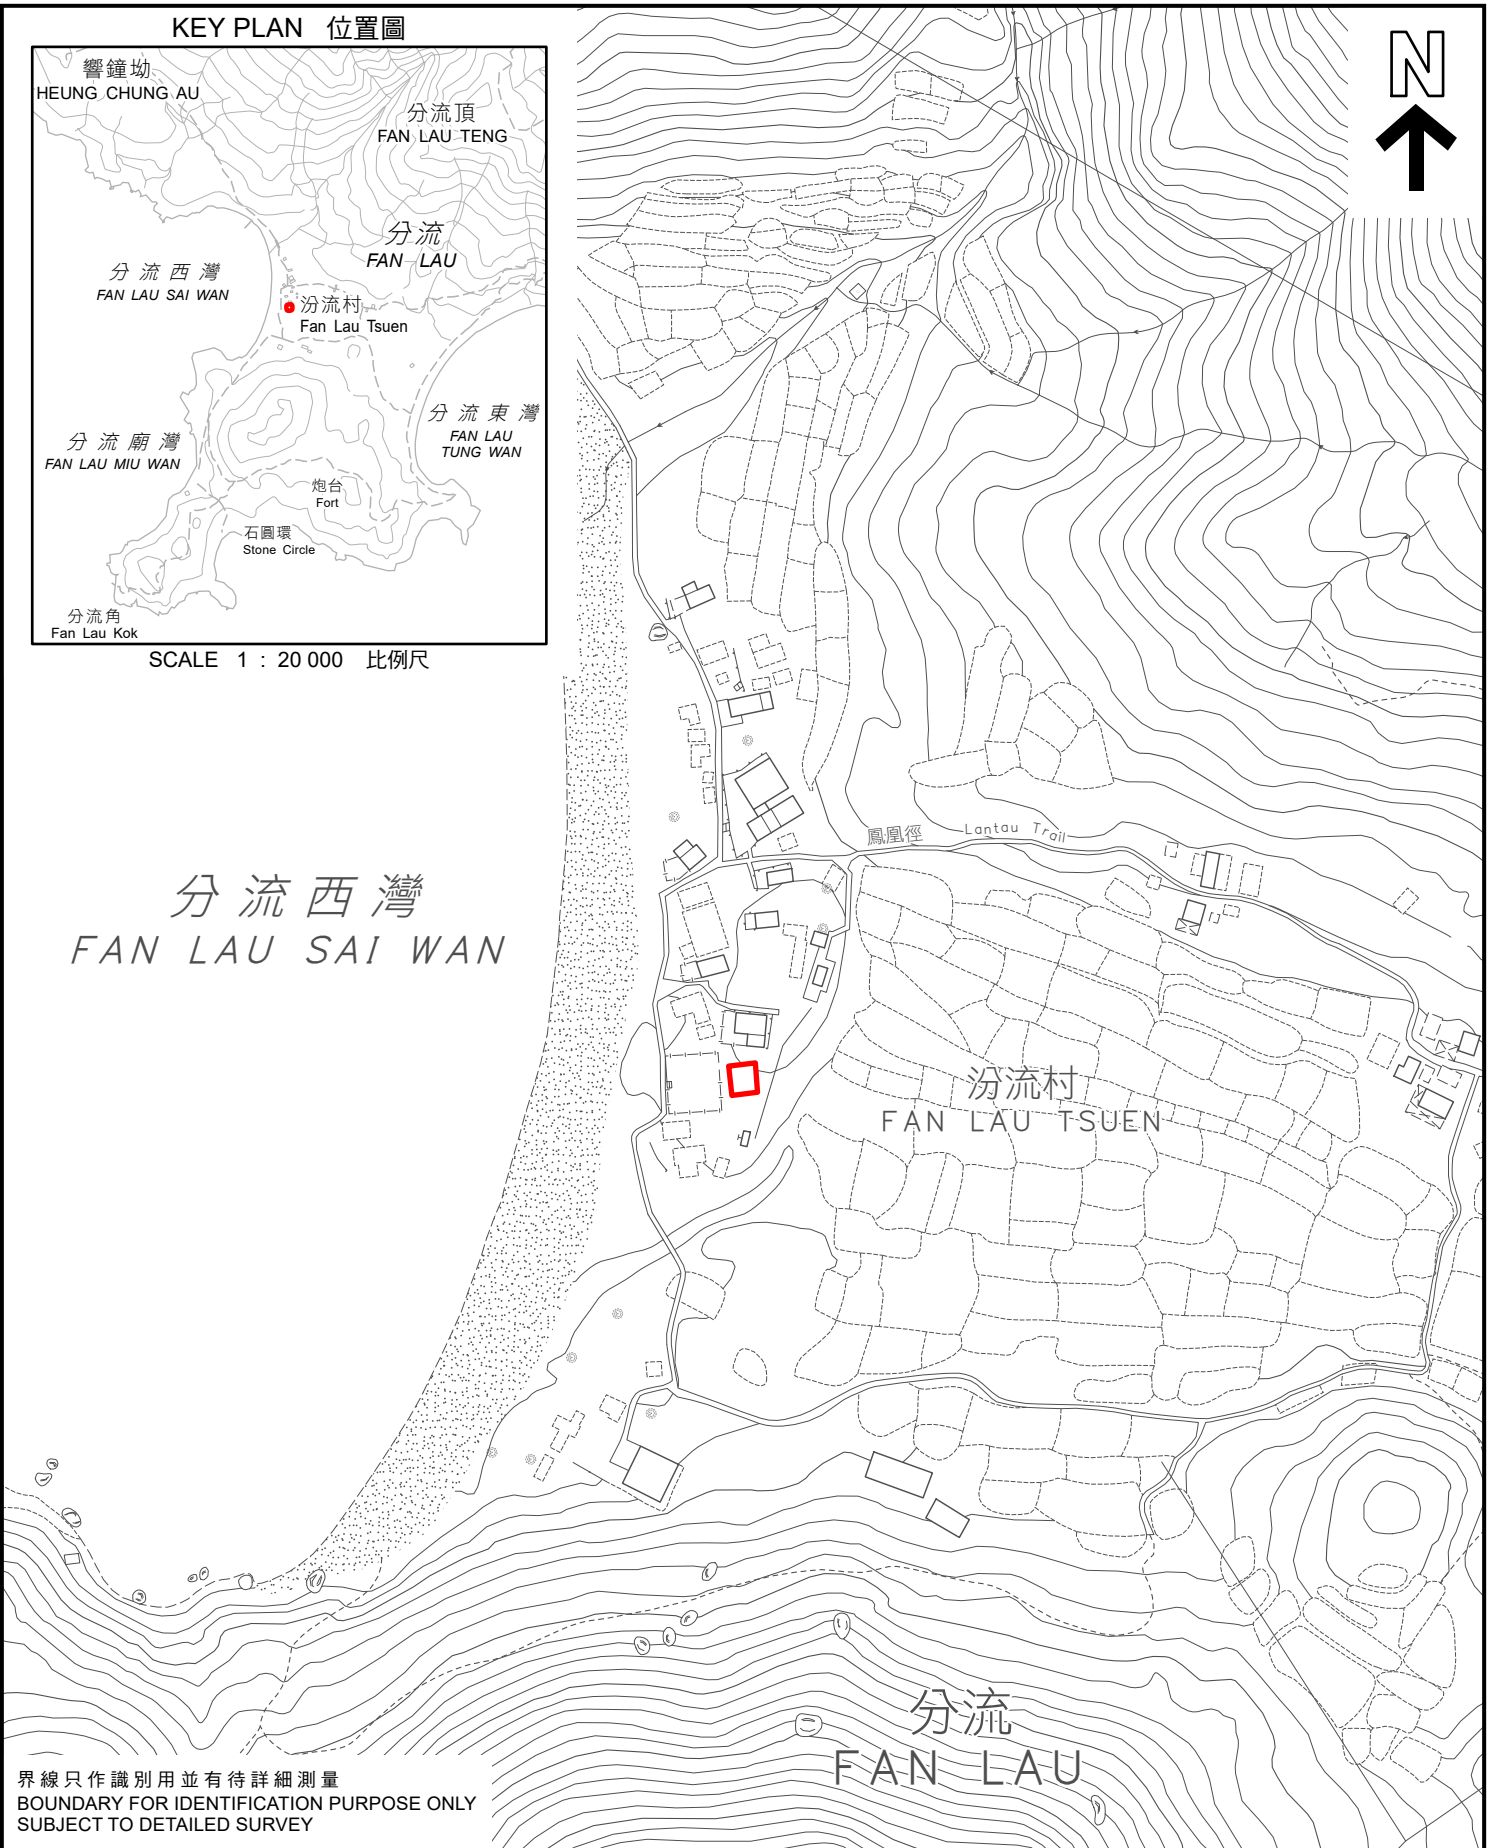 KEY PLAN 位置圖
響鐘坳
HEUNG CHUNG AU
分流頂
FAN LAU TENG
分流
FAN LAU
分流西灣
FAN LAU SAI WAN
汾流村
Fan Lau Tsuen
分流東灣
FAN LAU
TUNG WAN
分流廟灣
FAN LAU MIU WAN
炮台
Fort
石圓環
Stone Circle
分流角
Fan Lau Kok
SCALE 1 : 20 000 比例尺
N
鳳凰徑 Lantau Trail
分流西灣
FAN LAU SAI WAN
汾流村
FAN LAU TSUEN
分流
FAN LAU
界線只作識別用並有待詳細測量
BOUNDARY FOR IDENTIFICATION PURPOSE ONLY
SUBJECT TO DETAILED SURVEY